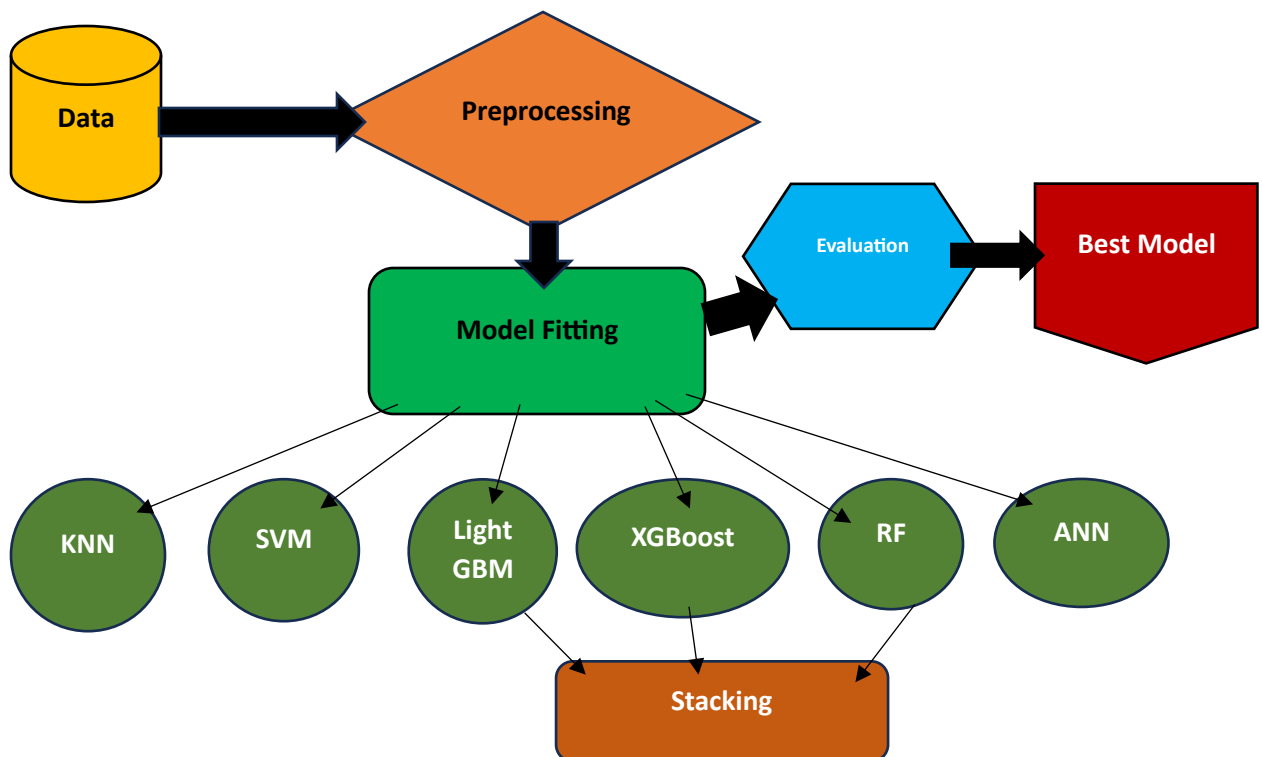 Data
Preprocessing
Evaluation
Best Model
Model Fitting
KNN
SVM
Light
GBM
XGBoost
RF
ANN
Stacking